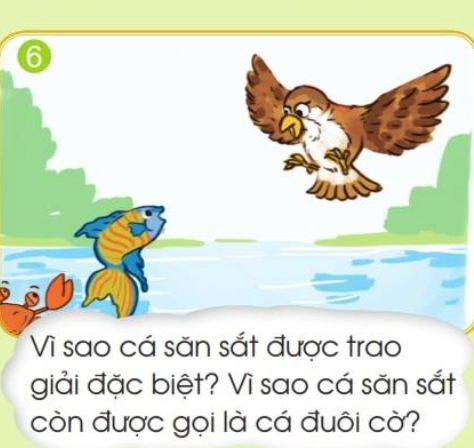 6
Vì sao cá săn sắt được trao
giải đặc biệt? Vì sao cá săn sắt
còn được gọi là cá đuôi cờ?